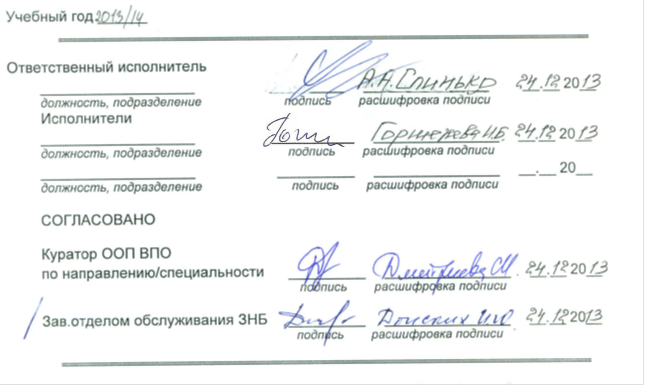 Учебный год 2013/14
Ответственный исполнитель
А.А. Слинько 24.12 2013
должность, подразделение подпись расшифровка подписи
Исполнители
24.12 2013
должность, подразделение подпись расшифровка подписи
__.__ 20__
должность, подразделение подпись расшифровка подписи
СОГЛАСОВАНО
Куратор ООП ВПО
по направлению/специальности Дмитриева 24.12 2013
подпись расшифровка подписи
Зав.отделом обслуживания ЗНБ Донских 24.12 2013
подпись расшифровка подписи